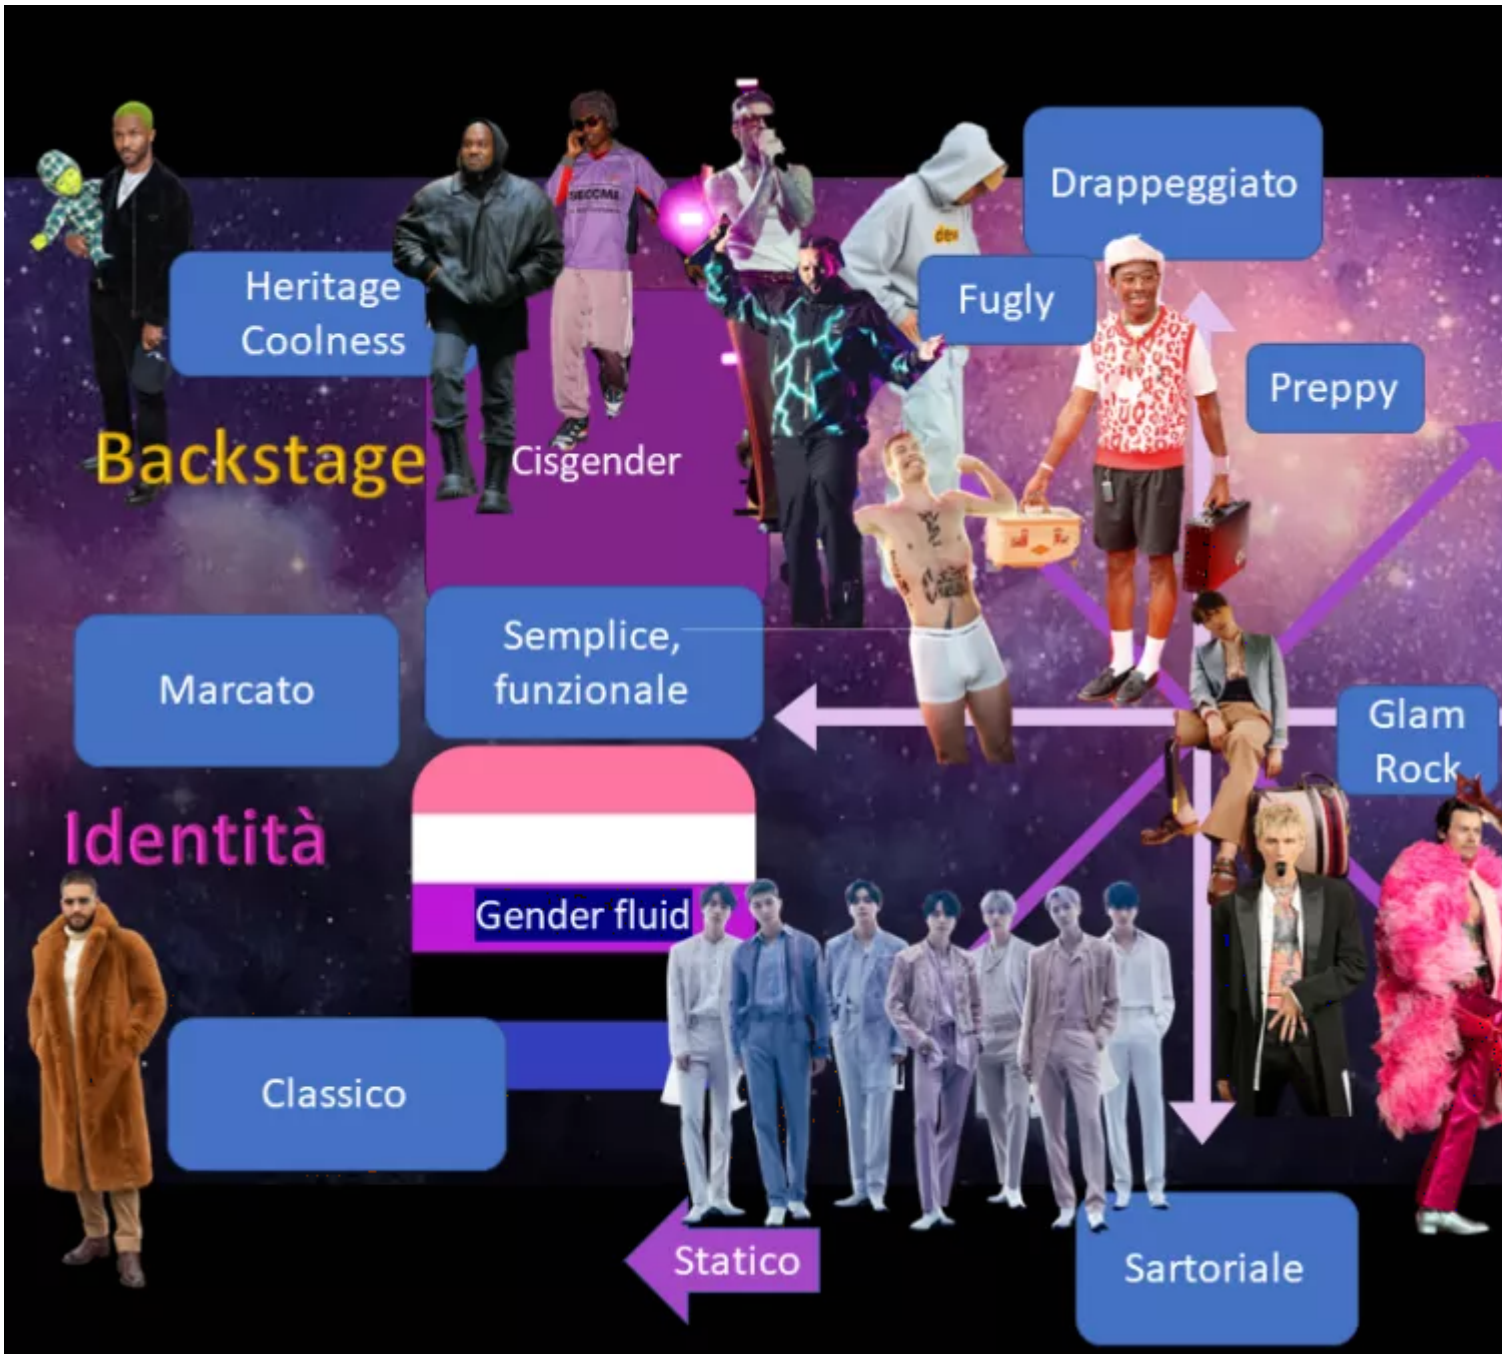 Drappeggiato
Heritage
Coolness
Fugly
Preppy
Backstage
Cisgender
Semplice,
funzionale
Marcato
Glam
Rock
Identità
Gender fluid
Classico
Statico
Sartoriale